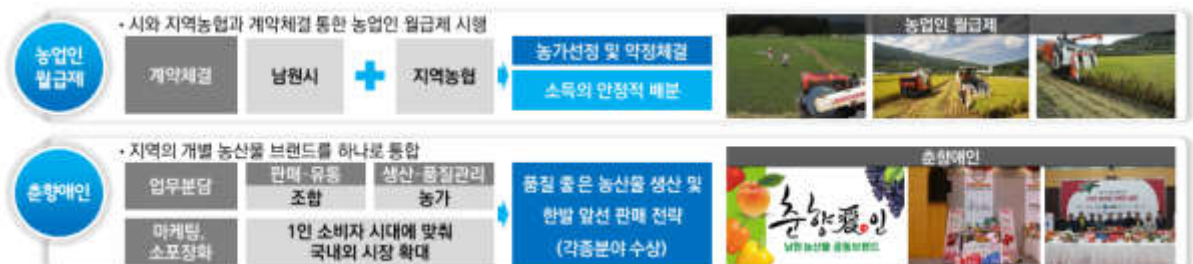 • 시와 지역농협과 계약체결 통한 농업인 월급제 시행
농업인
월급제
계약체결
남원시
지역농협
농가선정 및 약정체결
소득의 안정적 배분
농업인 월급제
• 지역의 개별 농산물 브랜드를 하나로 통합
춘향애인
업무분담
판매·유통
생산·품질관리
조합
농가
마케팅,
소포장화
1인 소비자 시대에 맞춰
국내외 시장 확대
품질 좋은 농산물 생산 및
한발 앞선 판매 전략
(각종분야 수상)
춘향애인
춘향愛인
남원 농산물 공동브랜드